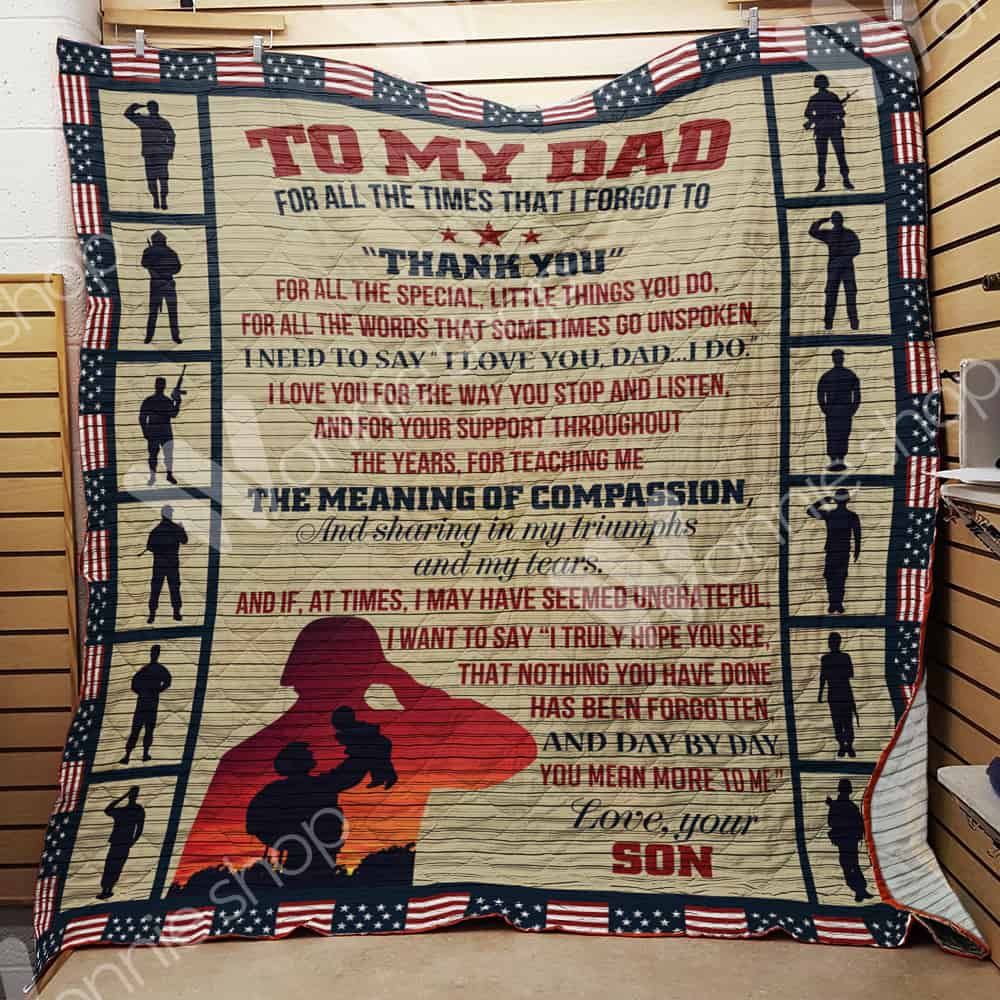 TO MY DAD
FOR ALL THE TIMES THAT I FORGOT TO
"THANK YOU"
FOR ALL THE SPECIAL, LITTLE THINGS YOU DO,
FOR ALL THE WORDS THAT SOMETIMES GO UNSPOKEN,
I NEED TO SAY "I LOVE YOU, DAD...I DO."
I LOVE YOU FOR THE WAY YOU STOP AND LISTEN,
AND FOR YOUR SUPPORT THROUGHOUT
THE YEARS, FOR TEACHING ME
THE MEANING OF COMPASSION,
And sharing in my triumphs
and my tears.
AND IF, AT TIMES, I MAY HAVE SEEMED UNGRATEFUL,
I WANT TO SAY "I TRULY HOPE YOU SEE,
THAT NOTHING YOU HAVE DONE
HAS BEEN FORGOTTEN,
AND DAY BY DAY,
YOU MEAN MORE TO ME."
Love, your
SON
Wonnie.shop